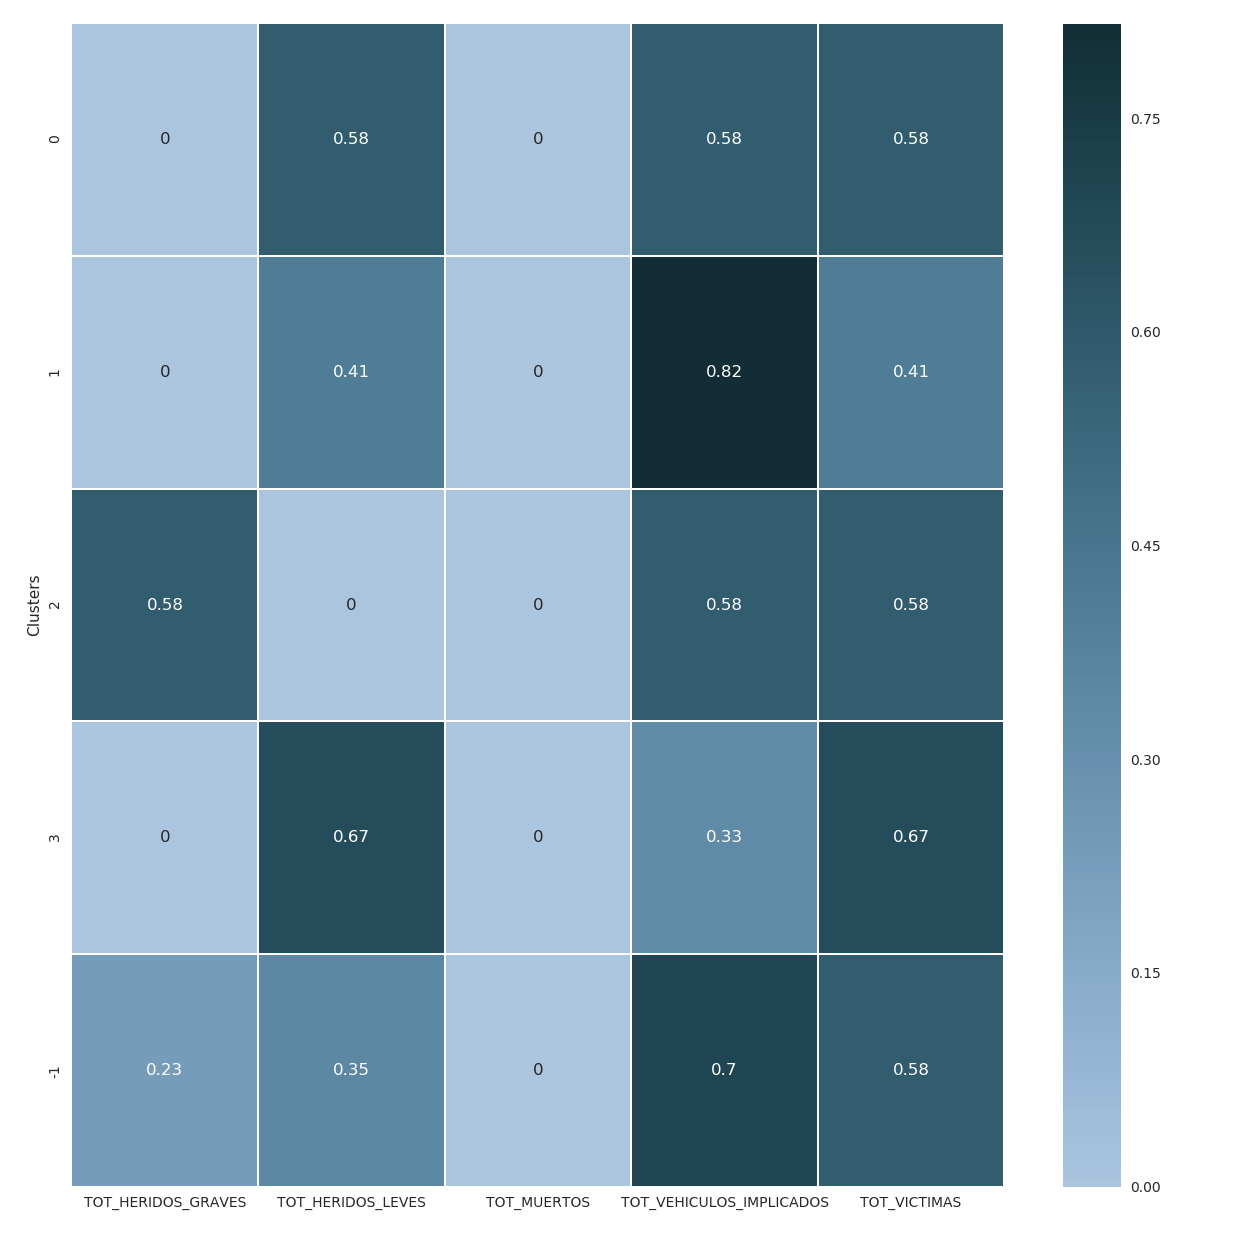 0 0 0.58 0 0.58 0.58
1 0 0.41 0 0.82 0.41
Clusters
2 0.58 0 0 0.58 0.58
3 0 0.67 0 0.33 0.67
-1 0.23 0.35 0 0.7 0.58
TOT_HERIDOS_GRAVES TOT_HERIDOS_LEVES TOT_MUERTOS TOT_VEHICULOS_IMPLICADOS TOT_VICTIMAS
0.75
0.60
0.45
0.30
0.15
0.00